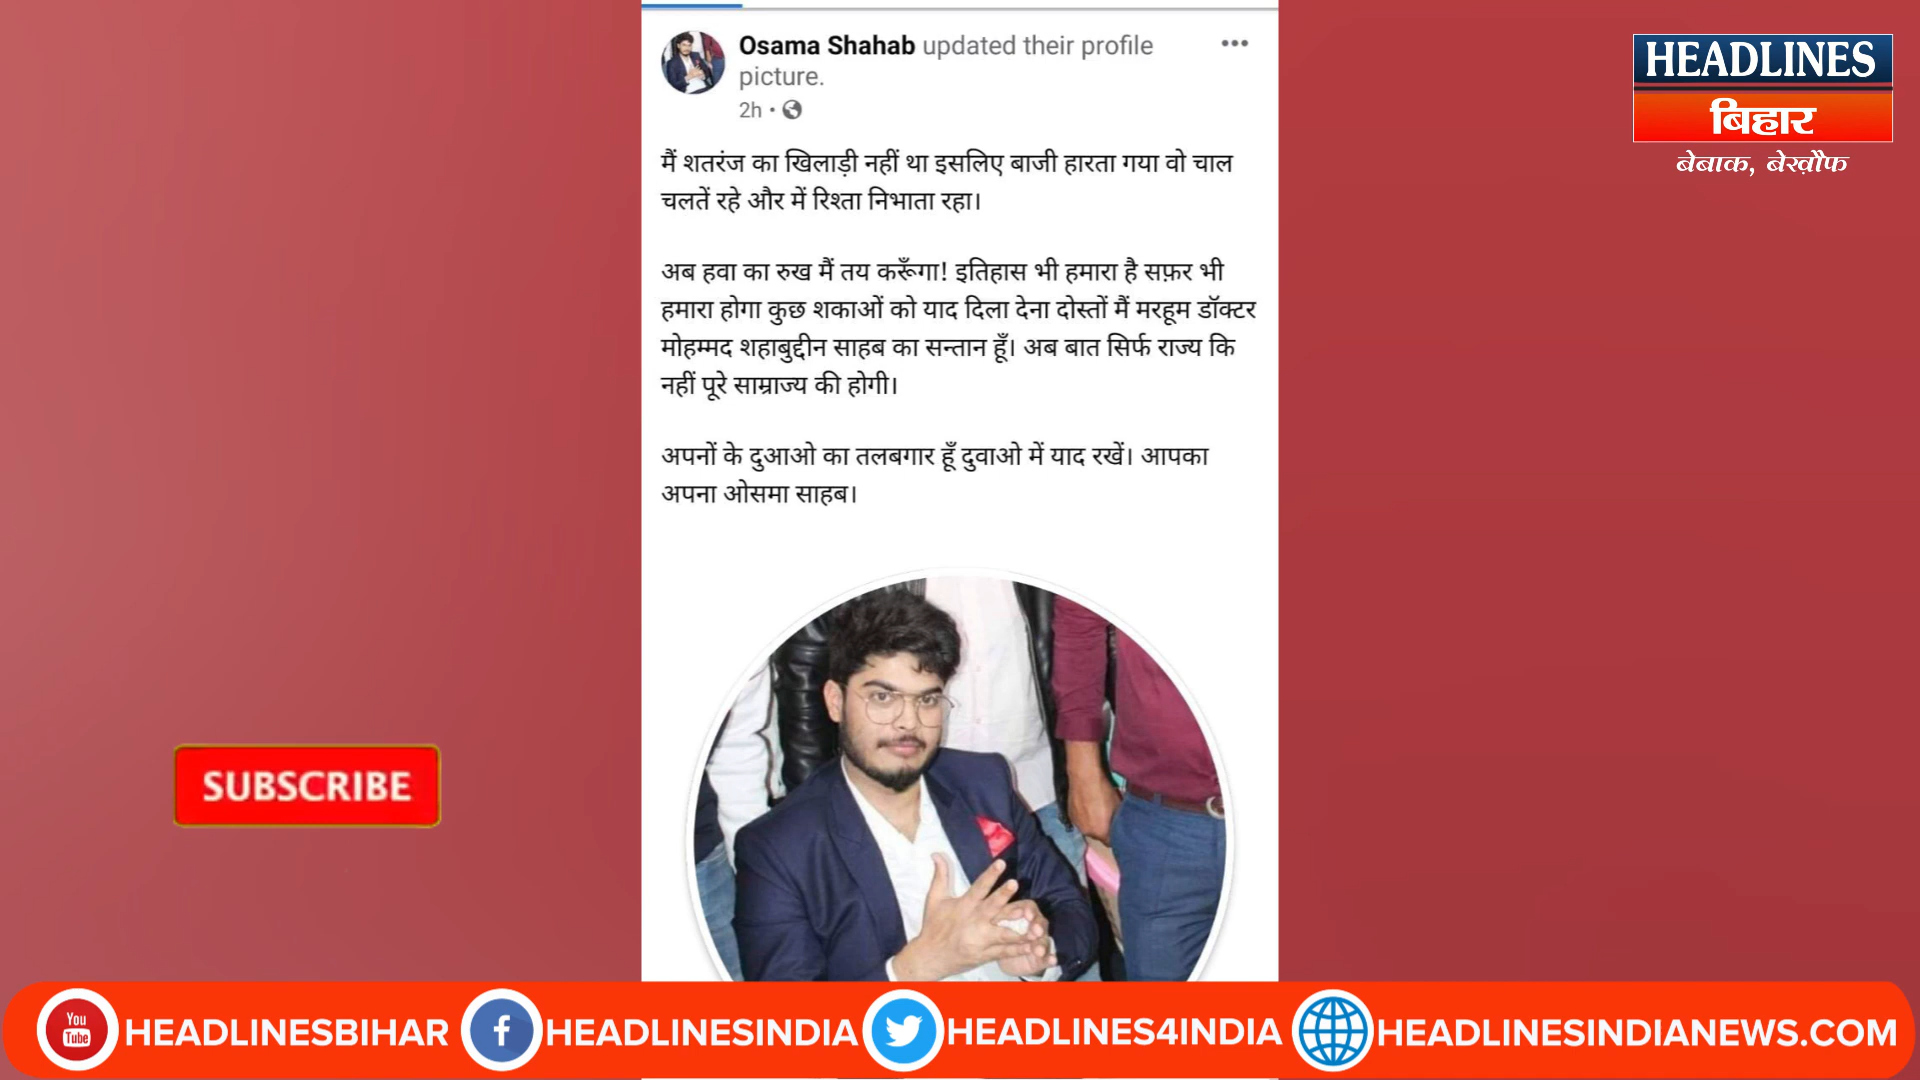 Osama Shahab updated their profile
picture.
2h
मैं शतरंज का खिलाड़ी नहीं था इसलिए बाजी हारता गया वो चाल
चलतें रहे और में रिश्ता निभाता रहा।
अब हवा का रुख मैं तय करूँगा! इतिहास भी हमारा है सफ़र भी
हमारा होगा कुछ शकाओं को याद दिला देना दोस्तों मैं मरहूम डॉक्टर
मोहम्मद शहाबुद्दीन साहब का सन्तान हूँ। अब बात सिर्फ राज्य कि
नहीं पूरे साम्राज्य की होगी।
अपनों के दुआओ का तलबगार हूँ दुवाओ में याद रखें। आपका
अपना ओसमा साहब।
HEADLINES
बिहार
बेबाक, बेख़ौफ
SUBSCRIBE
You
Tube
HEADLINESBIHAR
HEADLINESINDIA
HEADLINES4INDIA
HEADLINESINDIANEWS.COM